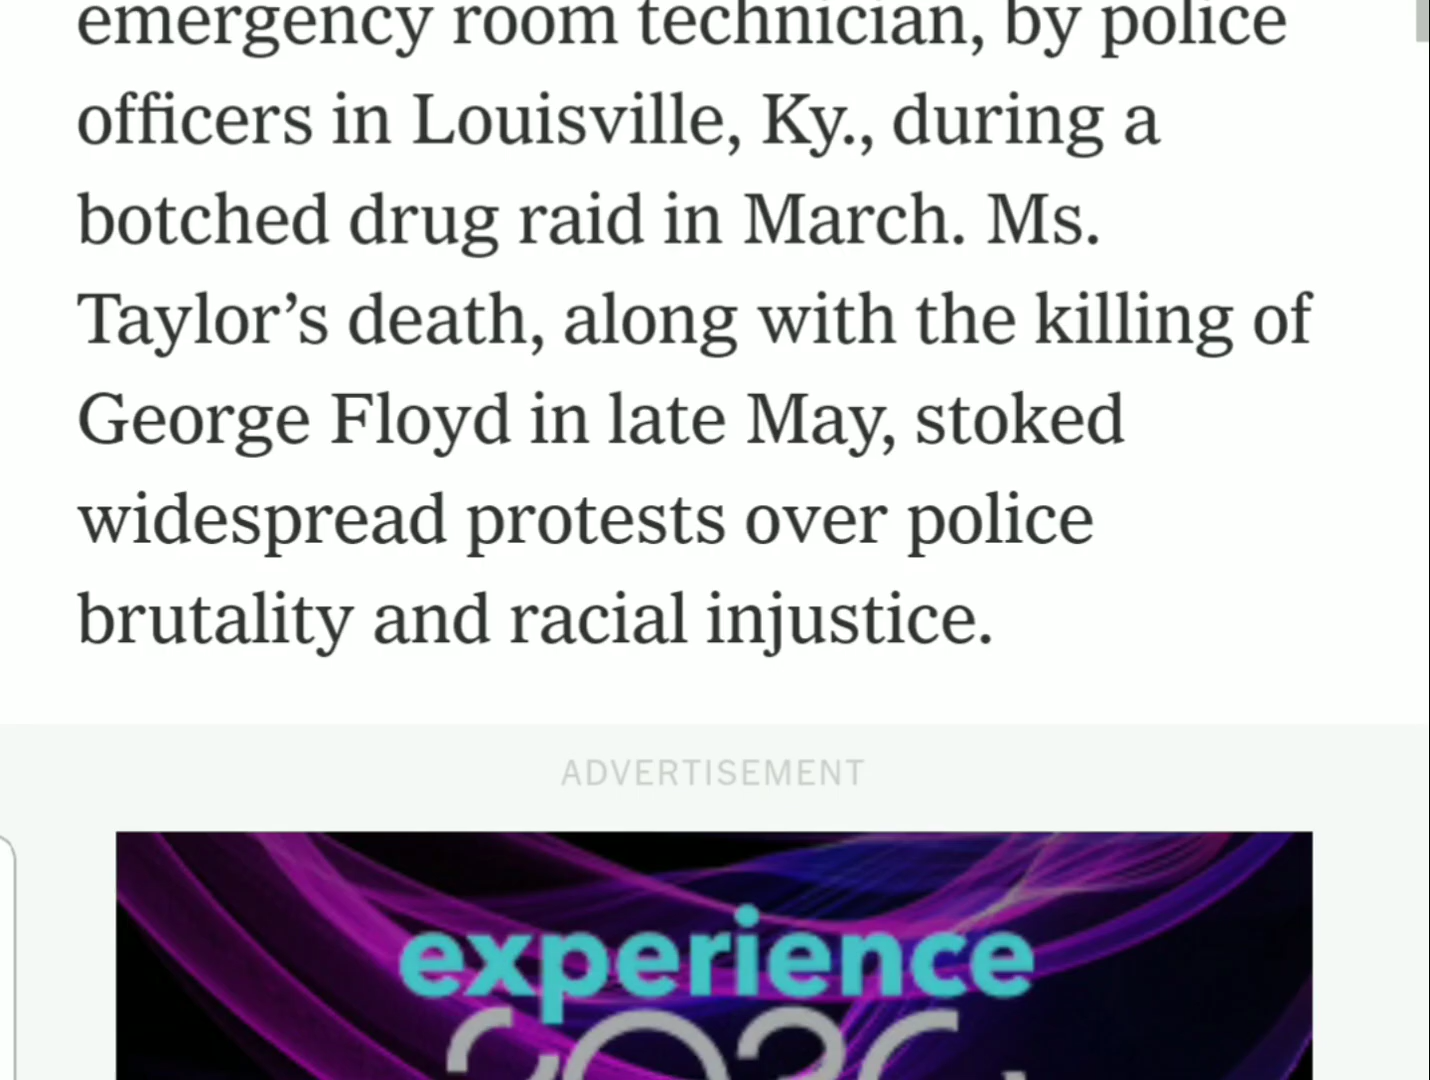 emergency room technician, by police
officers in Louisville, Ky., during a
botched drug raid in March. Ms.
Taylor’s death, along with the killing of
George Floyd in late May, stoked
widespread protests over police
brutality and racial injustice.
ADVERTISEMENT
experience